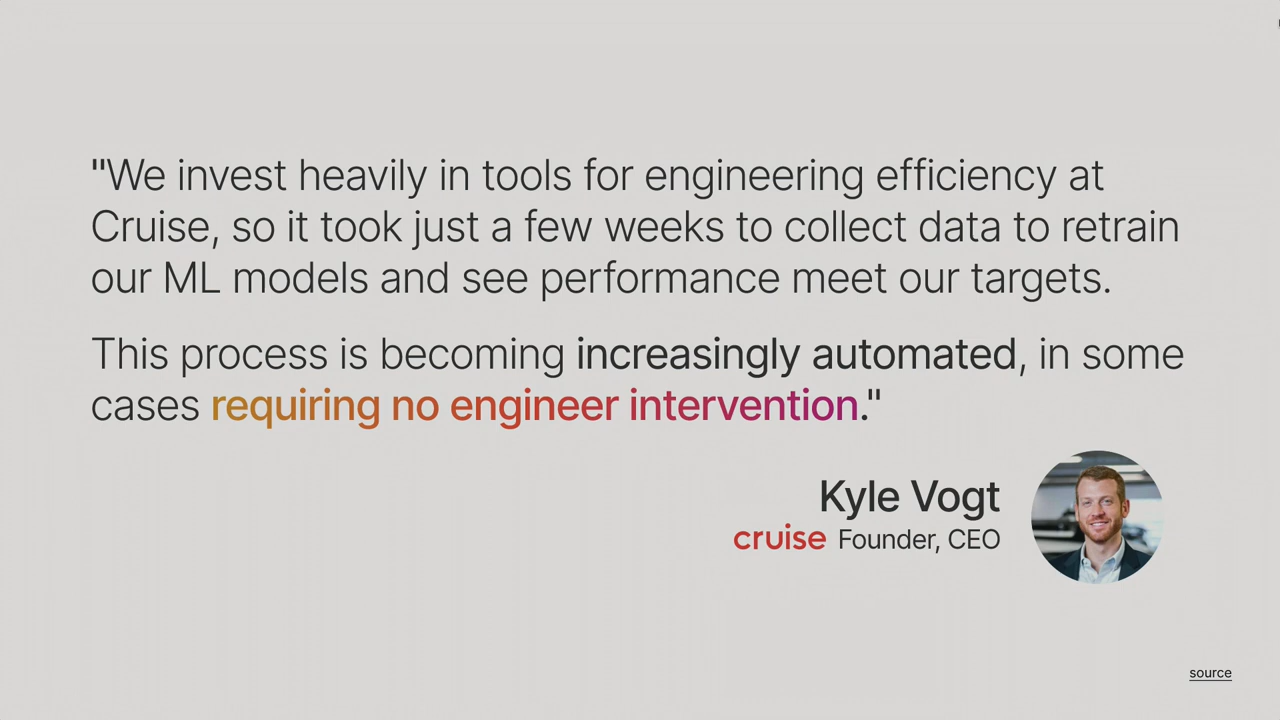 "We invest heavily in tools for engineering efficiency at
Cruise, so it took just a few weeks to collect data to retrain
our ML models and see performance meet our targets.
This process is becoming increasingly automated, in some
cases requiring no engineer intervention."
Kyle Vogt
cruise Founder, CEO
source